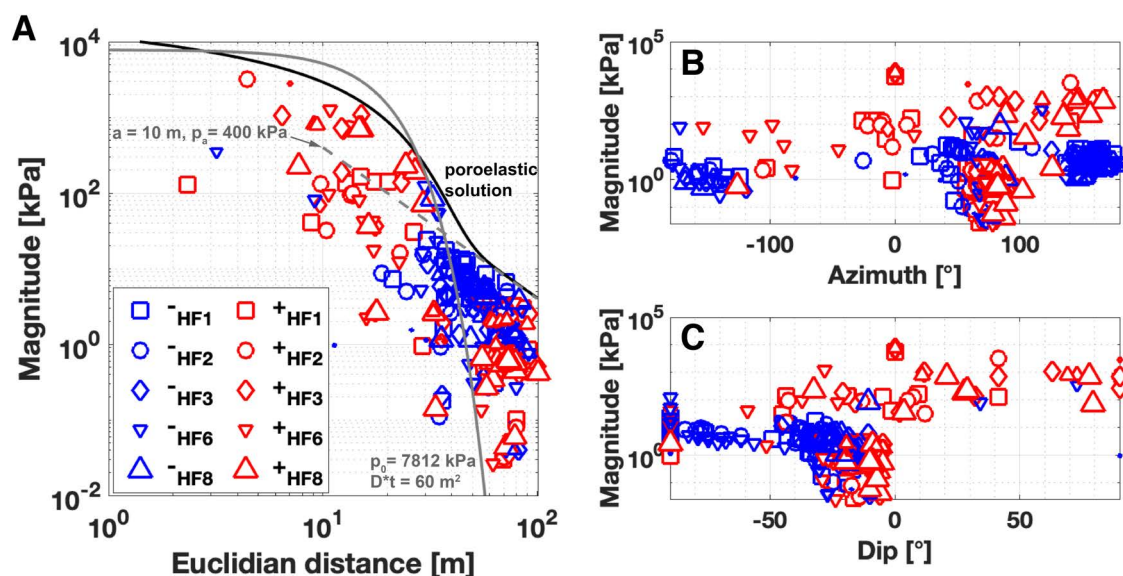 A
10^4
10^2
10^0
10^-2
Magnitude [kPa]
a = 10 m, p_a = 400 kPa
poroelastic
solution
-HF1 +HF1
-HF2 +HF2
-HF3 +HF3
-HF6 +HF6
-HF8 +HF8
p_0 = 7812 kPa
D*t = 60 m^2
10^0 10^1 10^2
Euclidian distance [m]
B
10^5
10^0
Magnitude [kPa]
-100 0 100
Azimuth [°]
C
10^5
10^0
Magnitude [kPa]
-50 0 50
Dip [°]